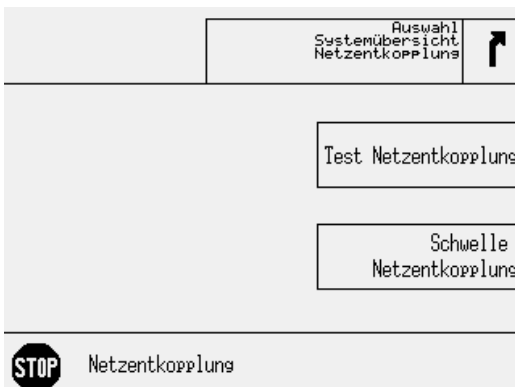 Auswahl
Systemübersicht
Netzentkopplung
Test Netzentkopplung
Schwelle
Netzentkopplung
STOP
Netzentkopplung